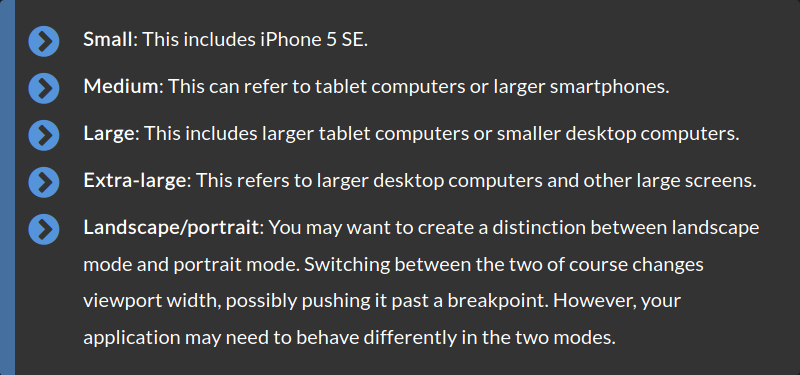 Small: This includes iPhone 5 SE.
Medium: This can refer to tablet computers or larger smartphones.
Large: This includes larger tablet computers or smaller desktop computers.
Extra-large: This refers to larger desktop computers and other large screens.
Landscape/portrait: You may want to create a distinction between landscape
mode and portrait mode. Switching between the two of course changes
viewport width, possibly pushing it past a breakpoint. However, your
application may need to behave differently in the two modes.